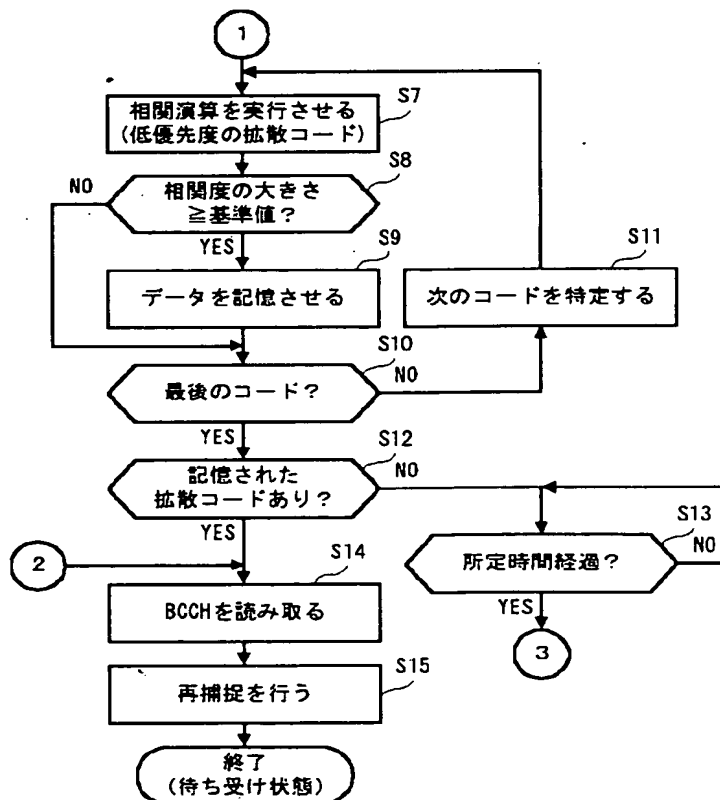 1
相関演算を実行させる
(低優先度の拡散コード)
S7
相関度の大きさ
≧基準値?
S8
NO
YES
データを記憶させる
S9
次のコードを特定する
S11
最後のコード?
S10
NO
YES
記憶された
拡散コードあり?
S12
NO
YES
所定時間経過?
S13
NO
YES
3
2
BCCHを読み取る
S14
再捕捉を行う
S15
終了
(待ち受け状態)